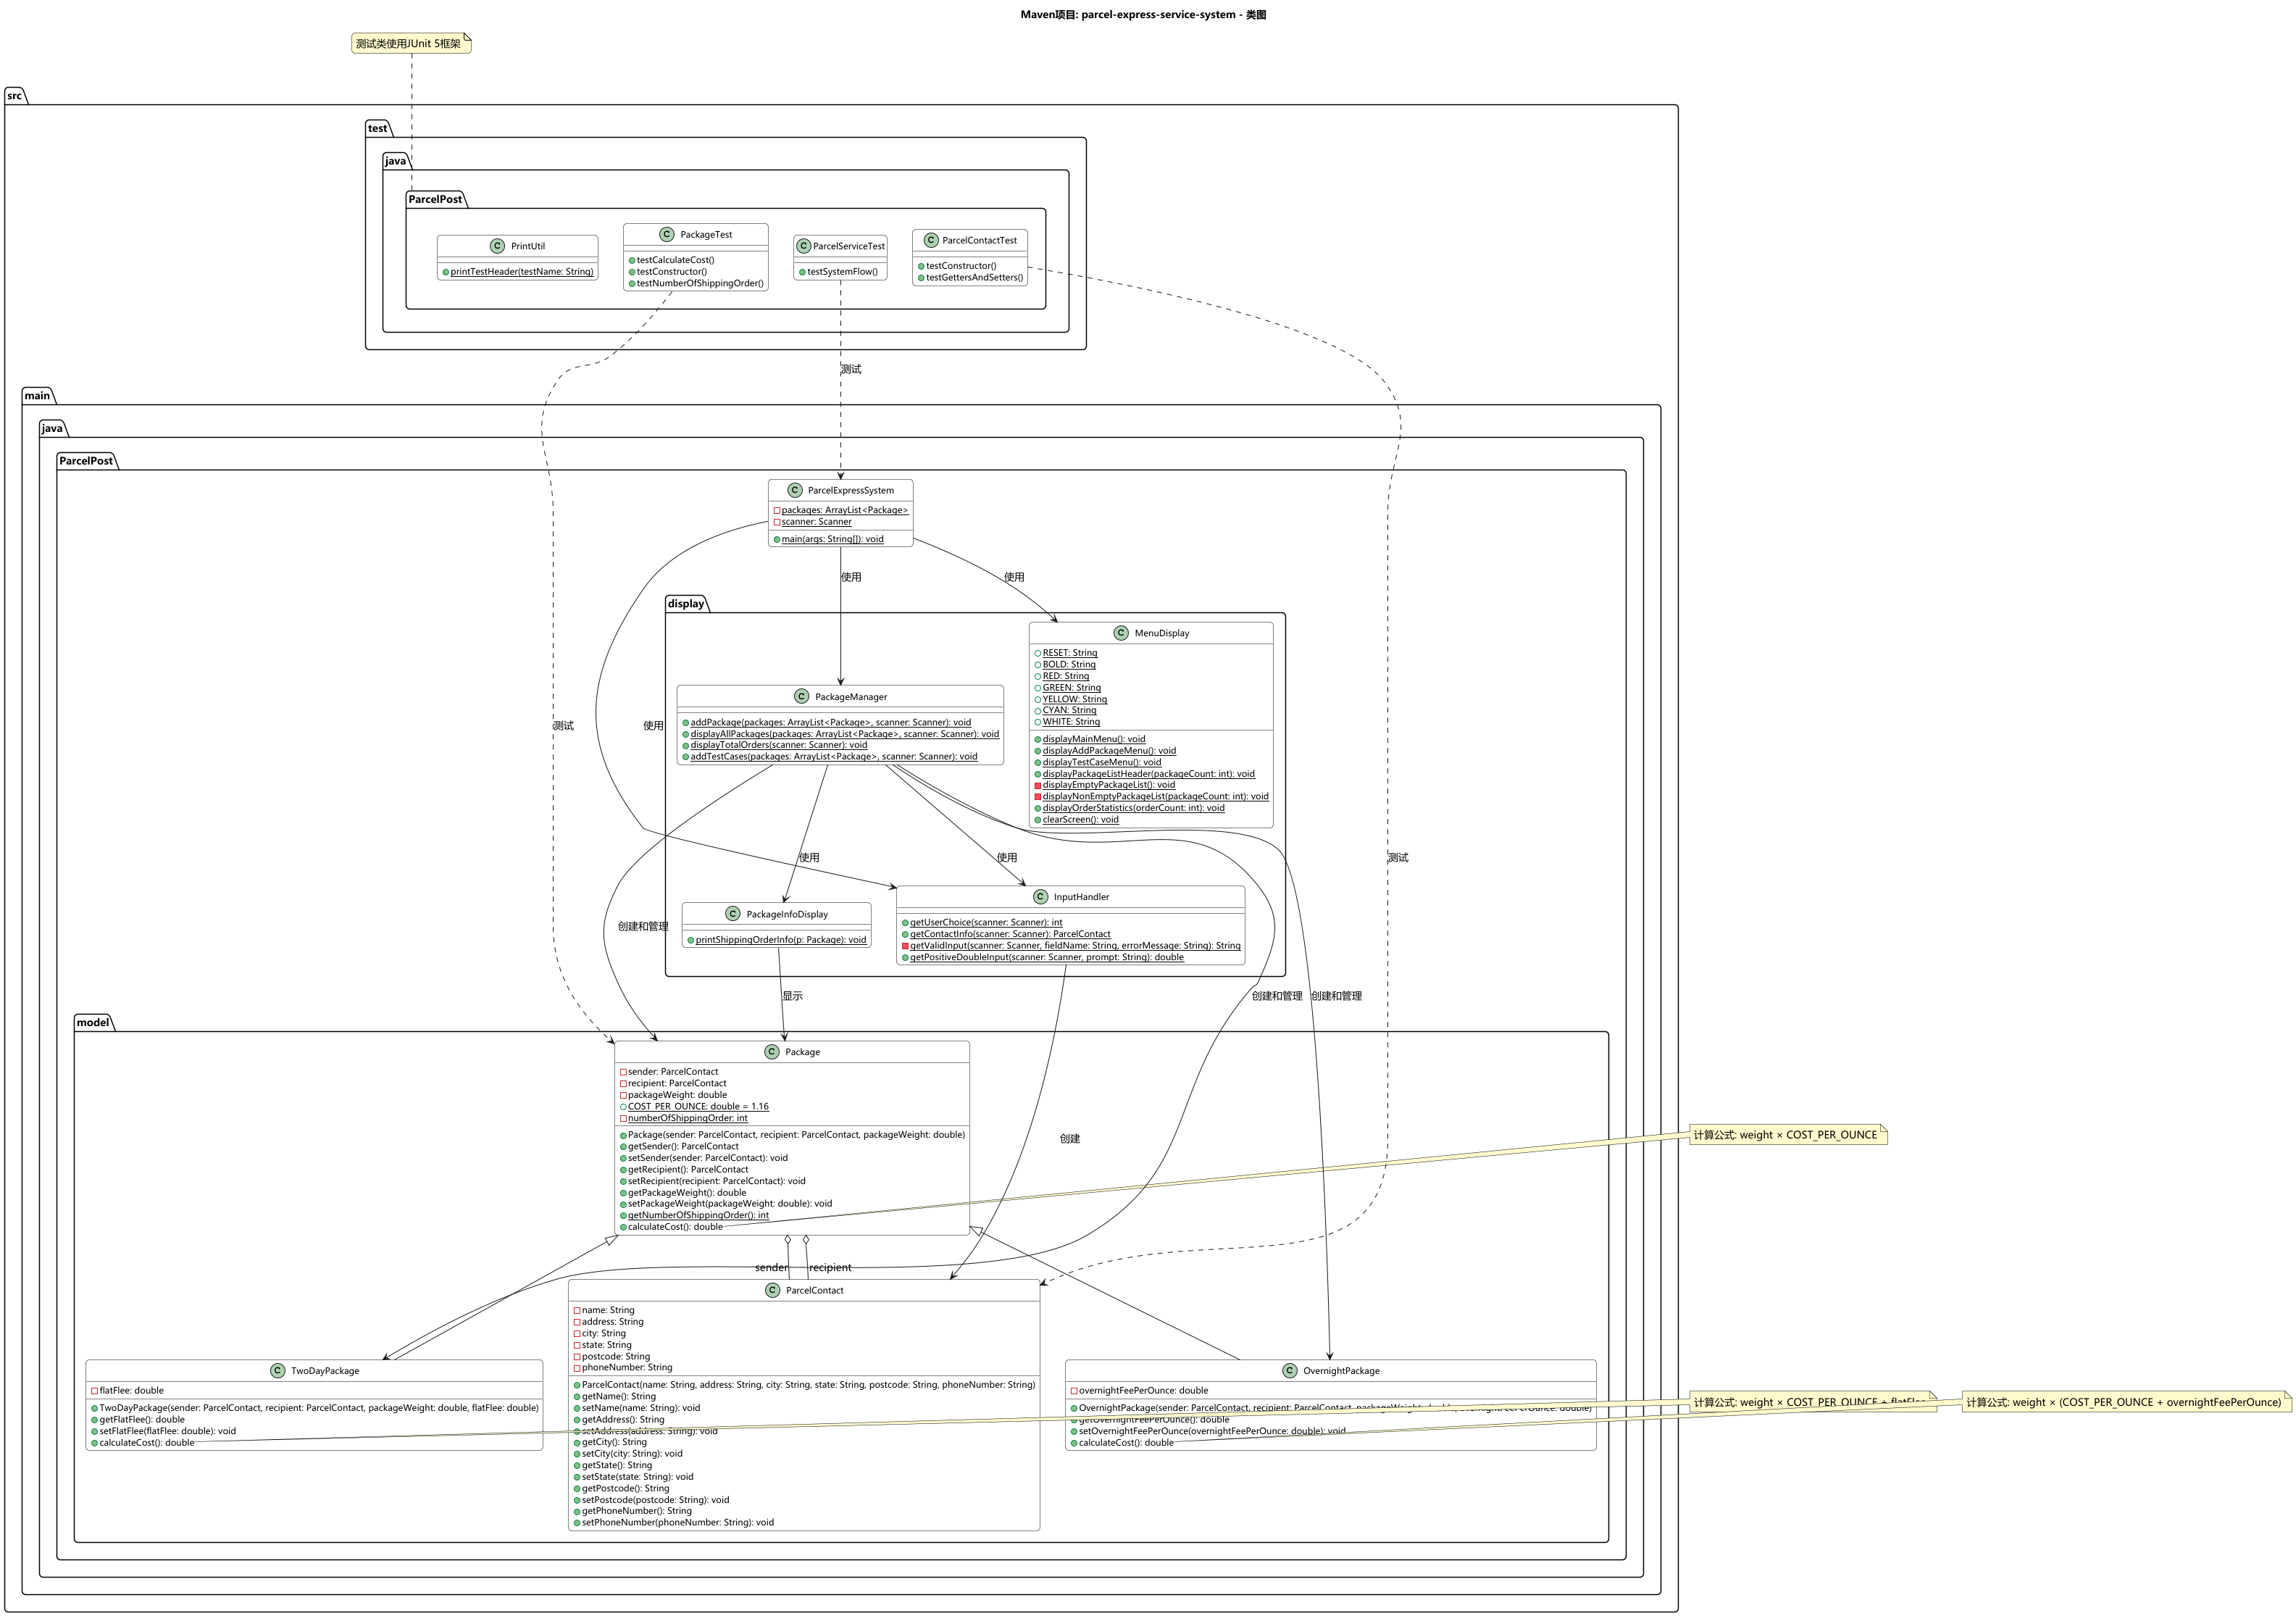 Maven项目: parcel-express-service-system - 类图
测试类使用JUnit 5框架
src
test
java
ParcelPost
PrintUtil
printTestHeader(testName: String)
PackageTest
testCalculateCost()
testConstructor()
testNumberOfShippingOrder()
ParcelServiceTest
testSystemFlow()
ParcelContactTest
testConstructor()
testGettersAndSetters()
测试
main
java
ParcelPost
ParcelExpressSystem
packages: ArrayList<Package>
scanner: Scanner
main(args: String[]): void
使用
使用
display
MenuDisplay
RESET: String
BOLD: String
RED: String
GREEN: String
YELLOW: String
CYAN: String
WHITE: String
displayMainMenu(): void
displayAddPackageMenu(): void
displayTestCaseMenu(): void
displayPackageListHeader(packageCount: int): void
displayEmptyPackageList(): void
displayNonEmptyPackageList(packageCount: int): void
displayOrderStatistics(orderCount: int): void
clearScreen(): void
PackageManager
addPackage(packages: ArrayList<Package>, scanner: Scanner): void
displayAllPackages(packages: ArrayList<Package>, scanner: Scanner): void
displayTotalOrders(scanner: Scanner): void
addTestCases(packages: ArrayList<Package>, scanner: Scanner): void
测试
使用
使用
使用
测试
PackageInfoDisplay
printShippingOrderInfo(p: Package): void
InputHandler
getUserChoice(scanner: Scanner): int
getContactInfo(scanner: Scanner): ParcelContact
getValidInput(scanner: Scanner, fieldName: String, errorMessage: String): String
getPositiveDoubleInput(scanner: Scanner, prompt: String): double
创建和管理
显示
创建和管理
创建和管理
model
Package
sender: ParcelContact
recipient: ParcelContact
packageWeight: double
COST_PER_OUNCE: double = 1.16
numberOfShippingOrder: int
Package(sender: ParcelContact, recipient: ParcelContact, packageWeight: double)
getSender(): ParcelContact
setSender(sender: ParcelContact): void
getRecipient(): ParcelContact
setRecipient(recipient: ParcelContact): void
getPackageWeight(): double
setPackageWeight(packageWeight: double): void
getNumberOfShippingOrder(): int
calculateCost(): double
创建
计算公式: weight × COST_PER_OUNCE
sender
recipient
ParcelContact
name: String
address: String
city: String
state: String
postcode: String
phoneNumber: String
ParcelContact(name: String, address: String, city: String, state: String, postcode: String, phoneNumber: String)
getName(): String
setName(name: String): void
getAddress(): String
setAddress(address: String): void
getCity(): String
setCity(city: String): void
getState(): String
setState(state: String): void
getPostcode(): String
setPostcode(postcode: String): void
getPhoneNumber(): String
setPhoneNumber(phoneNumber: String): void
TwoDayPackage
flatFlee: double
TwoDayPackage(sender: ParcelContact, recipient: ParcelContact, packageWeight: double, flatFlee: double)
getFlatFlee(): double
setFlatFlee(flatFlee: double): void
calculateCost(): double
OvernightPackage
overnightFeePerOunce: double
OvernightPackage(sender: ParcelContact, recipient: ParcelContact, packageWeight: double, overnightFeePerOunce: double)
getOvernightFeePerOunce(): double
setOvernightFeePerOunce(overnightFeePerOunce: double): void
calculateCost(): double
计算公式: weight × COST_PER_OUNCE + flatFlee
计算公式: weight × (COST_PER_OUNCE + overnightFeePerOunce)